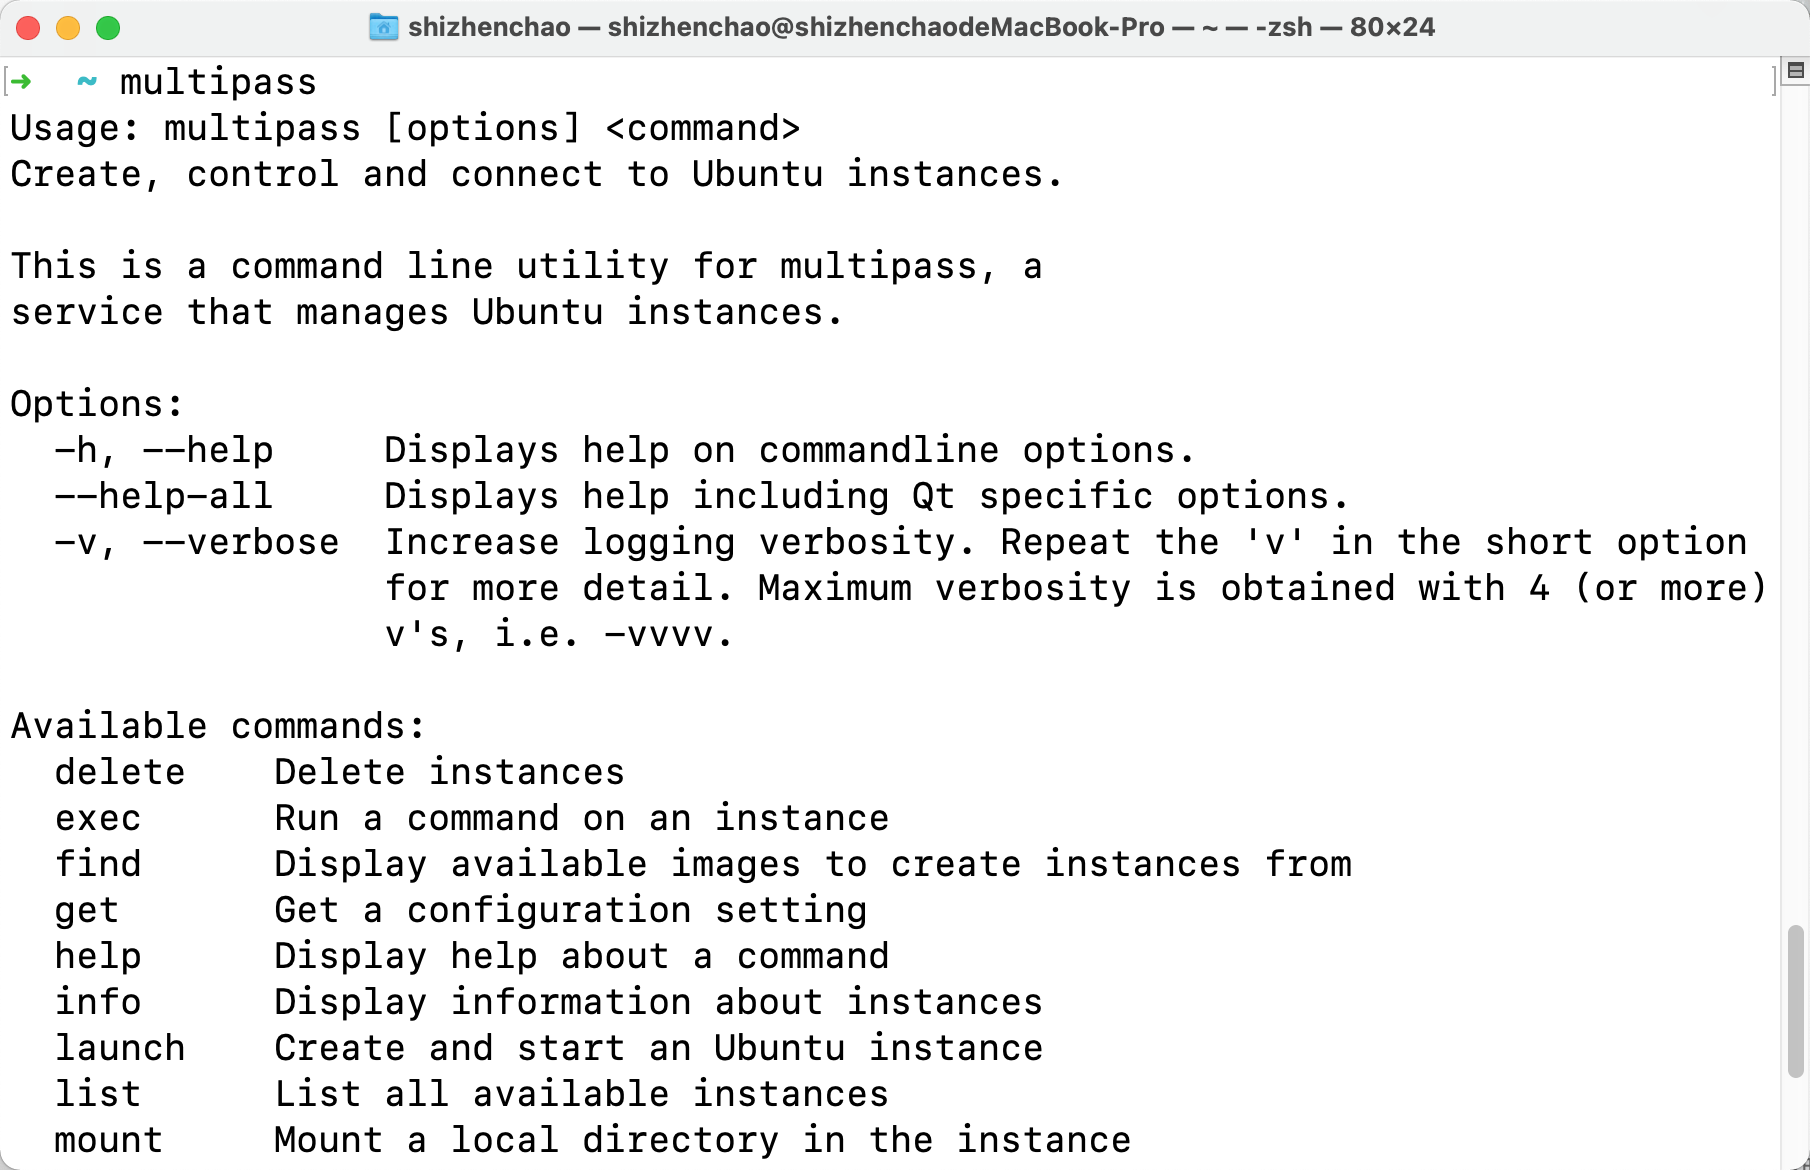 shizhenchao — shizhenchao@shizhenchaodeMacBook-Pro — ~ — -zsh — 80×24
➜  ~ multipass
Usage: multipass [options] <command>
Create, control and connect to Ubuntu instances.

This is a command line utility for multipass, a
service that manages Ubuntu instances.

Options:
  -h, --help     Displays help on commandline options.
  --help-all     Displays help including Qt specific options.
  -v, --verbose  Increase logging verbosity. Repeat the 'v' in the short option
                 for more detail. Maximum verbosity is obtained with 4 (or more)
                 v's, i.e. -vvvv.

Available commands:
  delete    Delete instances
  exec      Run a command on an instance
  find      Display available images to create instances from
  get       Get a configuration setting
  help      Display help about a command
  info      Display information about instances
  launch    Create and start an Ubuntu instance
  list      List all available instances
  mount     Mount a local directory in the instance